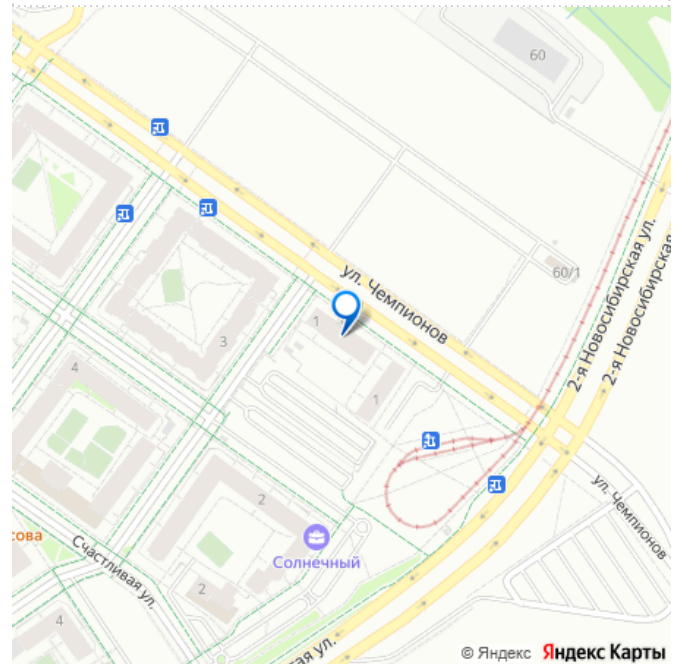 60
60/1
2-я Новосибирская ул.
2-я Новосибирская
ул. Чемпионов
1
3
1
4
2
ул. Чемпионов
Солнечный
сова
Счастливая ул.
2
4
ая ул.
© Яндекс Яндекс Карты